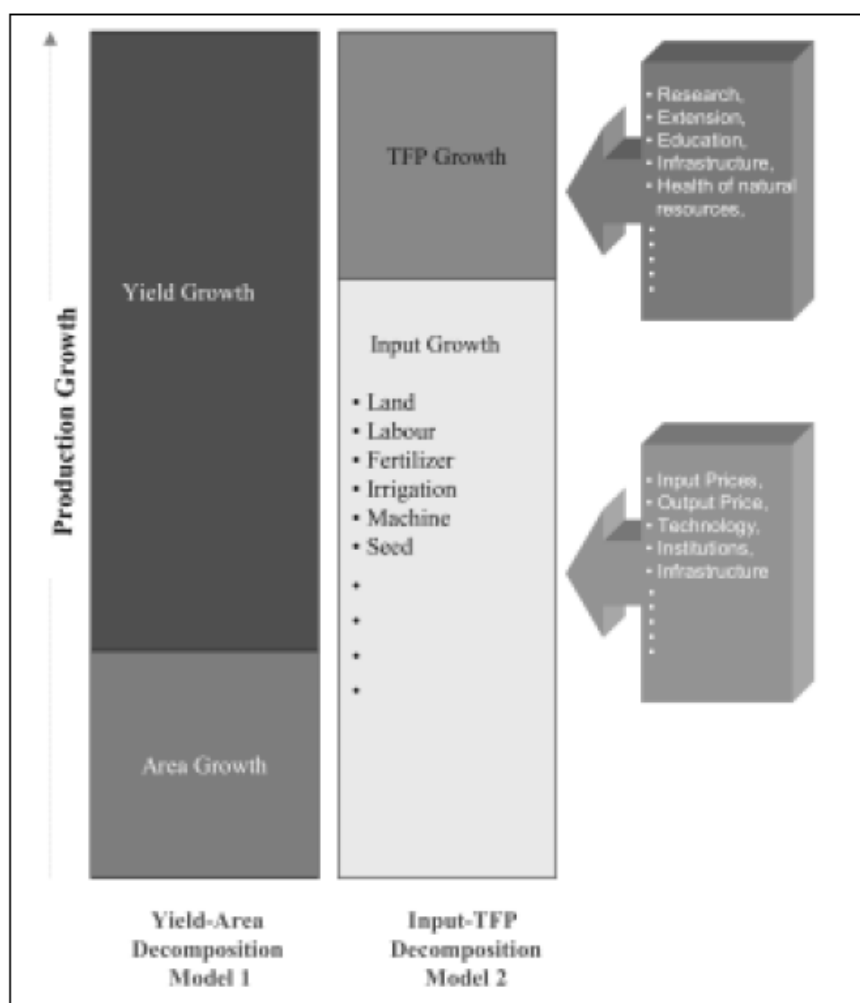 Production Growth
Yield Growth
Area Growth
Yield-Area
Decomposition
Model 1
TFP Growth
Input Growth
• Land
• Labour
• Fertilizer
• Irrigation
• Machine
• Seed
•
•
•
•
Input-TFP
Decomposition
Model 2
• Research,
• Extension,
• Education,
• Infrastructure,
• Health of natural
resources,
•
•
•
•
•
• Input Prices,
• Output Price,
• Technology,
• Institutions,
• Infrastructure
•
•
•
•
•